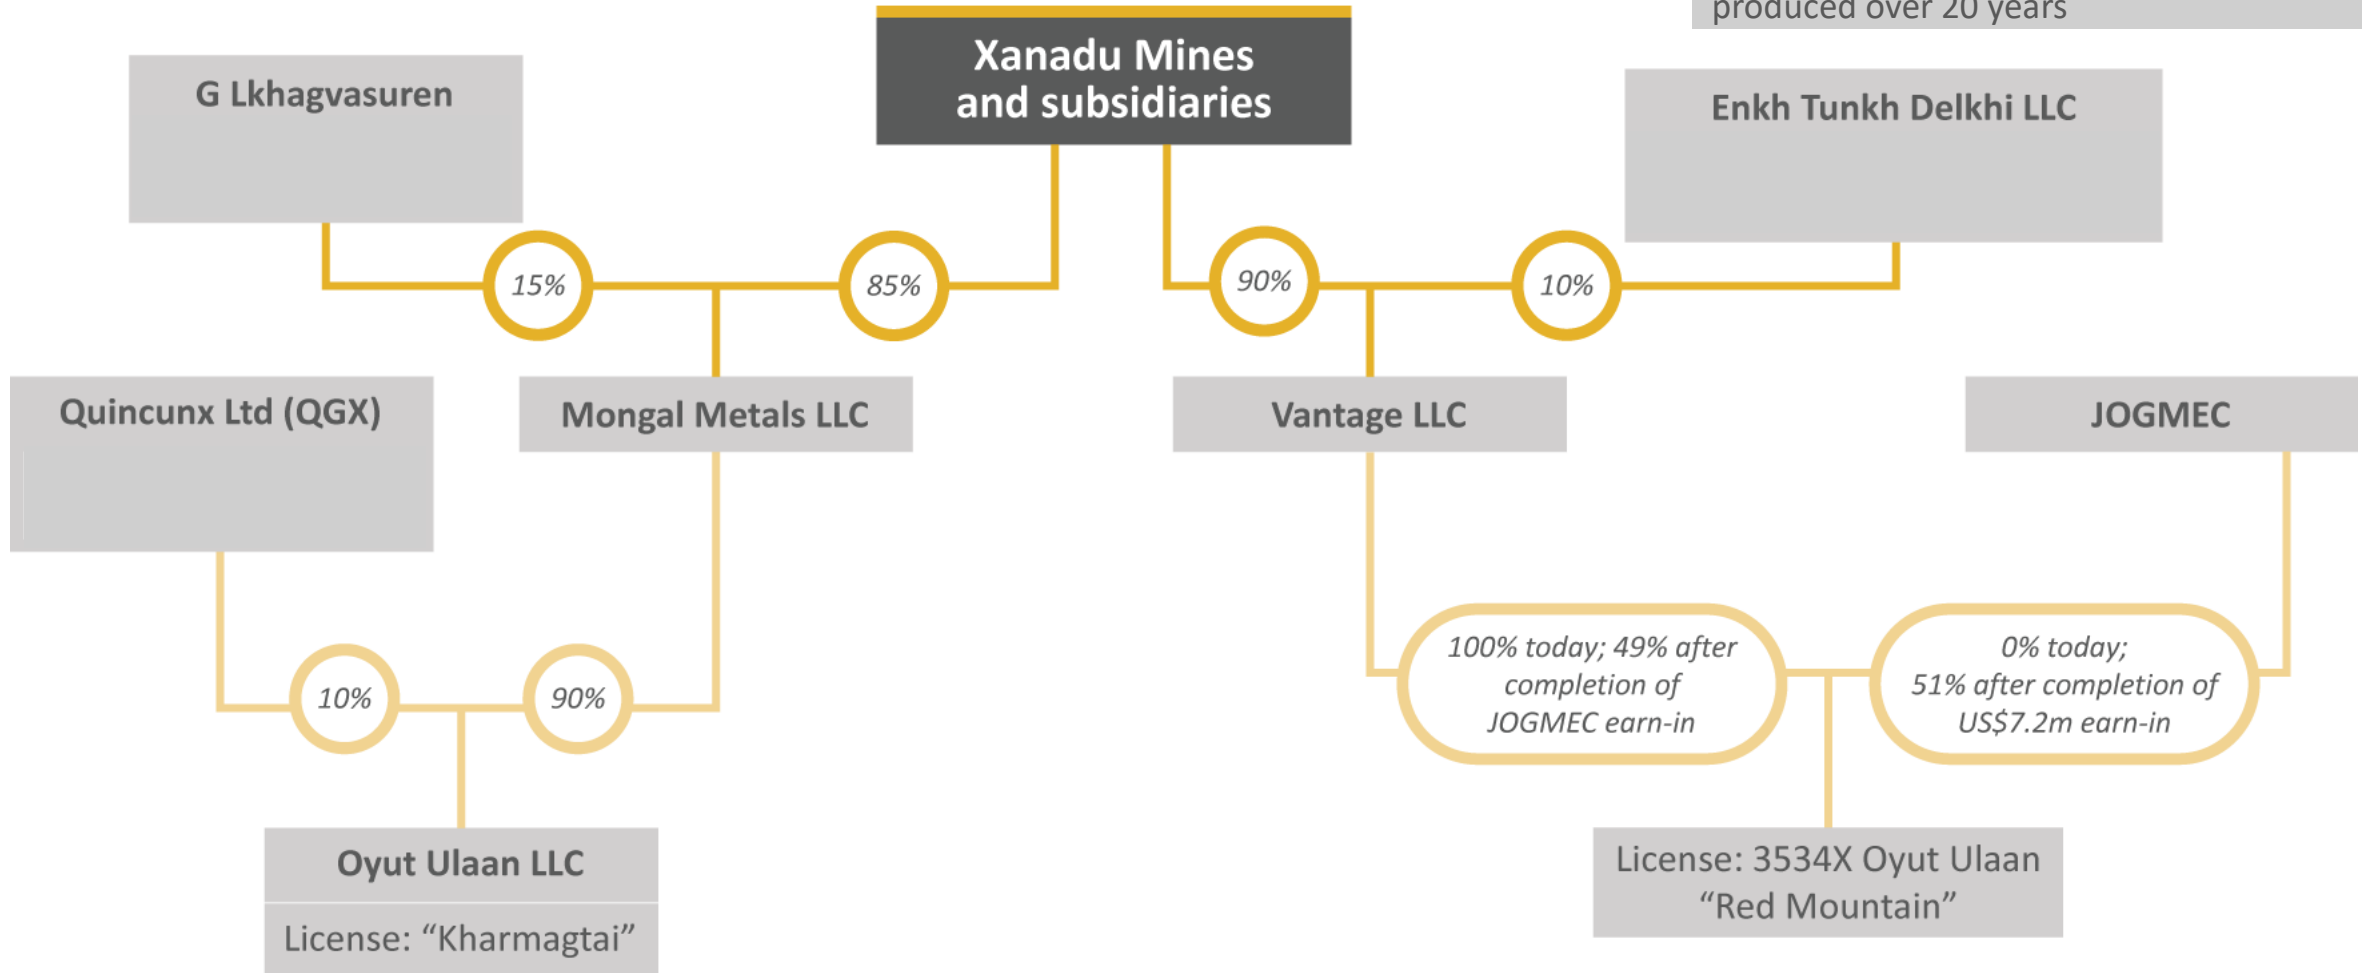 produced over 20 years
Xanadu Mines
and subsidiaries
G Lkhagvasuren
Enkh Tunkh Delkhi LLC
15%
85%
90%
10%
Quincunx Ltd (QGX)
Mongal Metals LLC
Vantage LLC
JOGMEC
10%
90%
100% today; 49% after
completion of
JOGMEC earn-in
0% today;
51% after completion of
US$7.2m earn-in
Oyut Ulaan LLC
License: “Kharmagtai”
License: 3534X Oyut Ulaan
“Red Mountain”